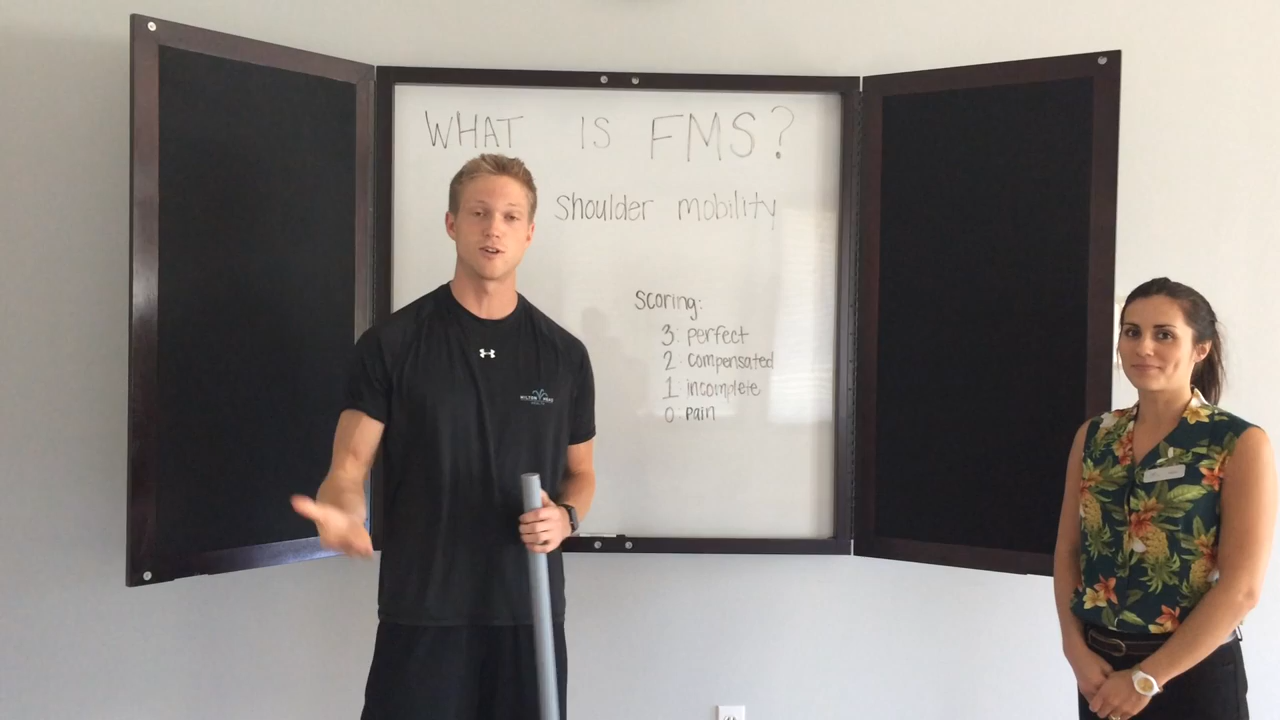 WHAT IS FMS?
Shoulder mobility
Scoring:
3: perfect
2: compensated
1: incomplete
0: pain